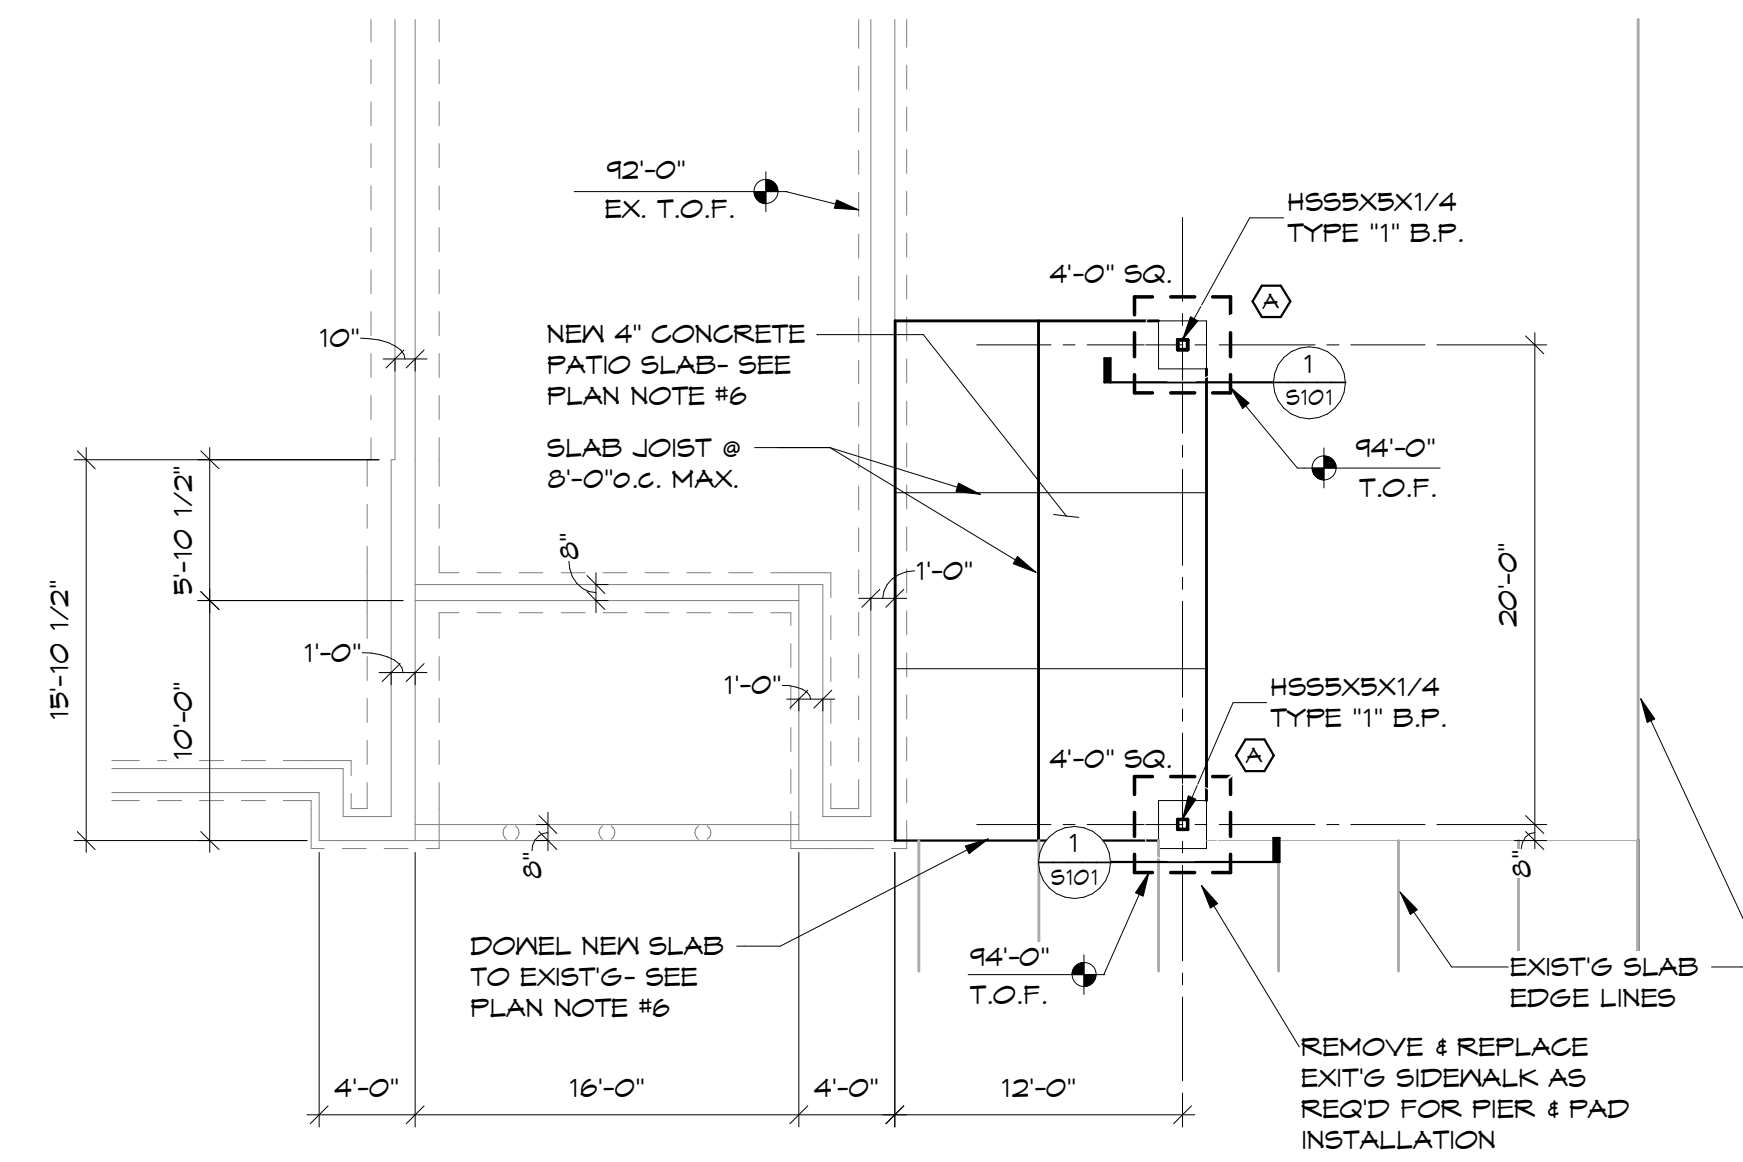 92'-0"
EX. T.O.F.
HSS5X5X1/4
TYPE "1" B.P.
4'-0" SQ.
A
10"
NEW 4" CONCRETE
PATIO SLAB- SEE
PLAN NOTE #6
1
S101
SLAB JOIST @
8'-0"o.c. MAX.
94'-0"
T.O.F.
5'-10 1/2"
8"
1'-0"
20'-0"
15'-10 1/2"
1'-0"
1'-0"
10'-0"
HSS5X5X1/4
TYPE "1" B.P.
4'-0" SQ.
A
8"
1
S101
8"
DOWEL NEW SLAB
TO EXIST'G- SEE
PLAN NOTE #6
94'-0"
T.O.F.
EXIST'G SLAB
EDGE LINES
REMOVE & REPLACE
EXIT'G SIDEWALK AS
REQ'D FOR PIER & PAD
INSTALLATION
4'-0"
16'-0"
4'-0"
12'-0"